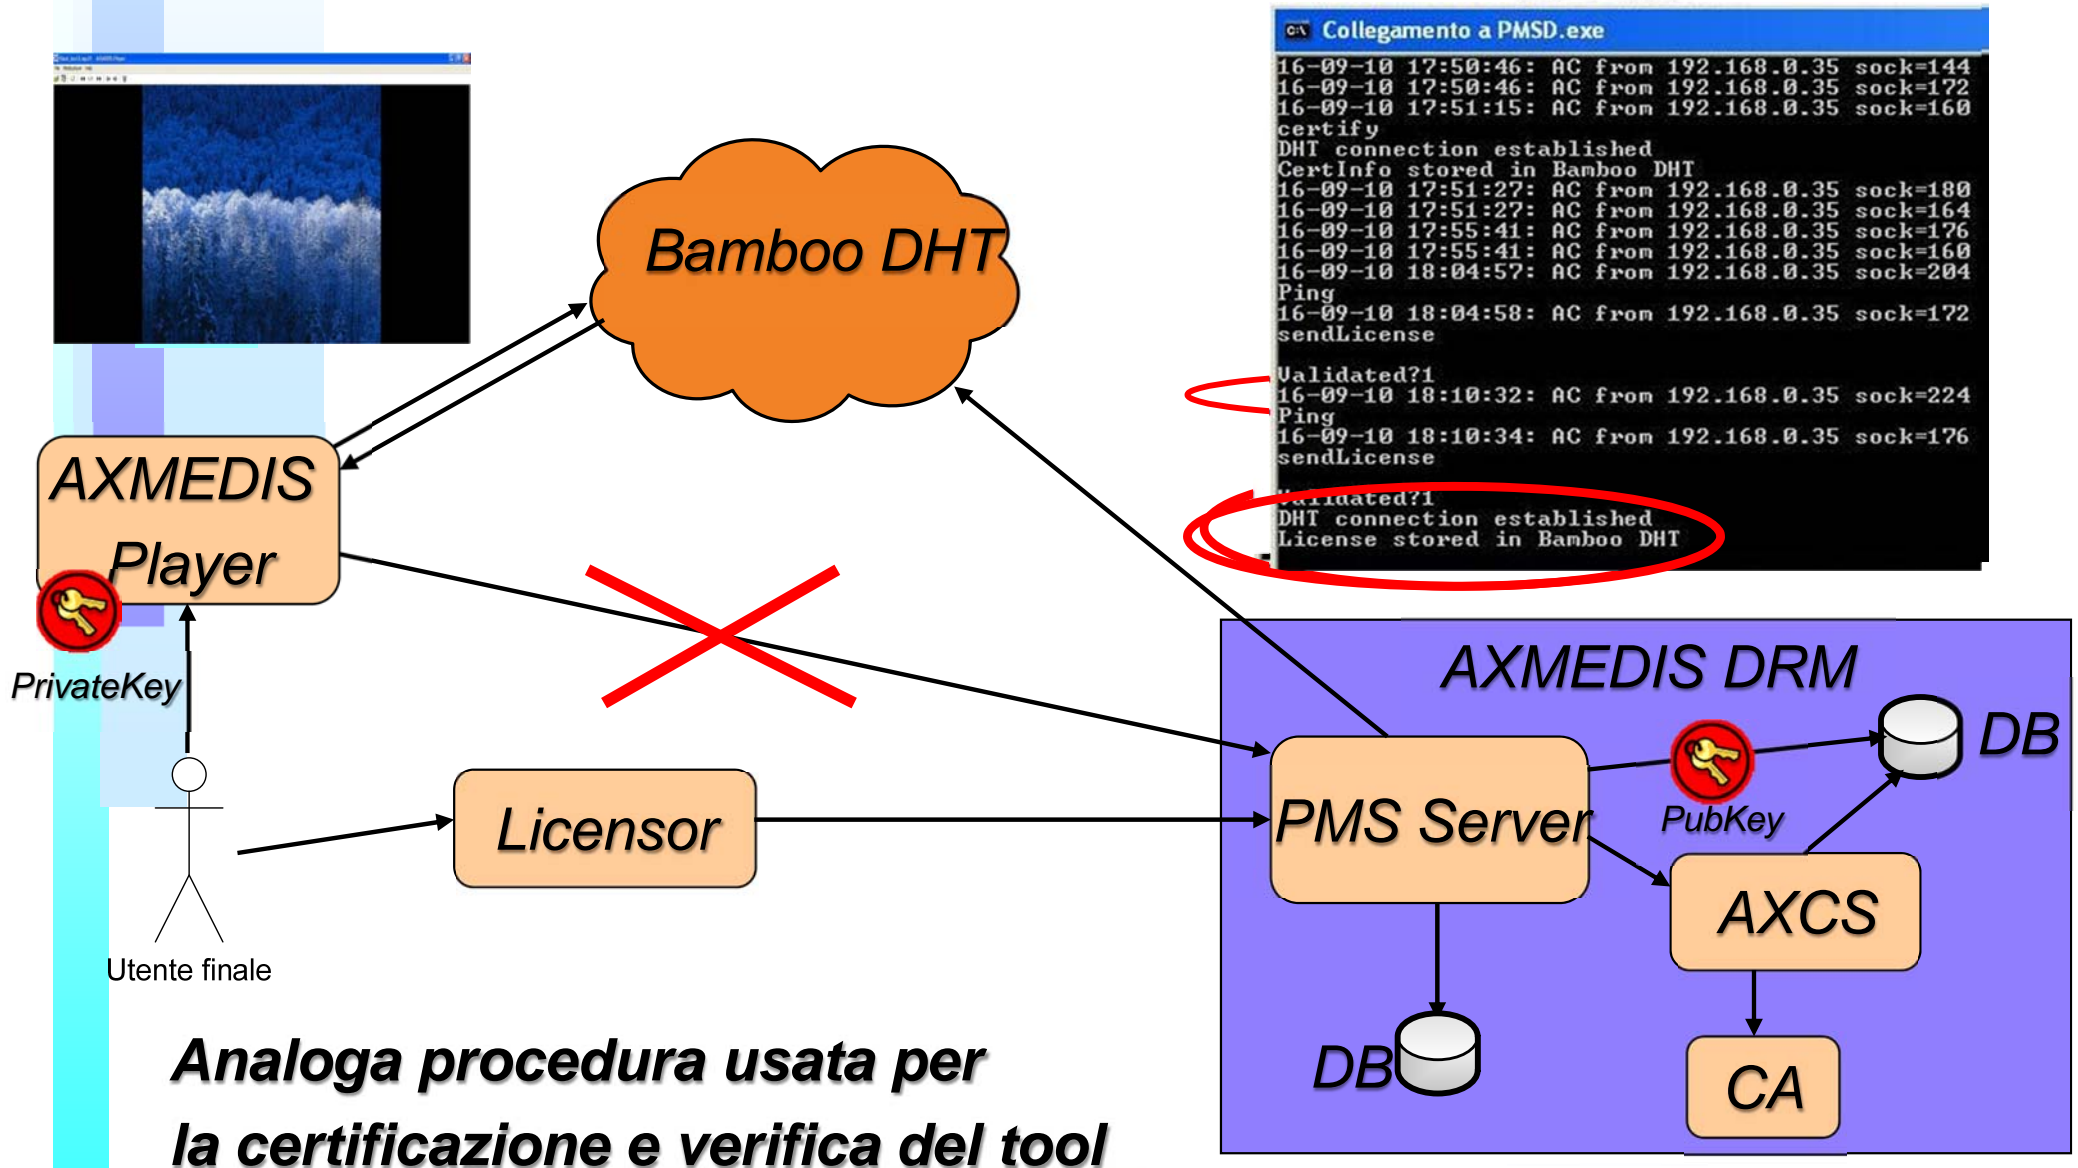 Collegamento a PMSD.exe
16-09-10 17:50:46: AC from 192.168.0.35 sock=144
16-09-10 17:50:46: AC from 192.168.0.35 sock=172
16-09-10 17:51:15: AC from 192.168.0.35 sock=160
certify
DHT connection established
CertInfo stored in Bamboo DHT
16-09-10 17:51:27: AC from 192.168.0.35 sock=180
16-09-10 17:51:27: AC from 192.168.0.35 sock=164
16-09-10 17:55:41: AC from 192.168.0.35 sock=176
16-09-10 17:55:41: AC from 192.168.0.35 sock=160
16-09-10 18:04:57: AC from 192.168.0.35 sock=204
Ping
16-09-10 18:04:58: AC from 192.168.0.35 sock=172
sendLicense
Validated?1
16-09-10 18:10:32: AC from 192.168.0.35 sock=224
Ping
16-09-10 18:10:34: AC from 192.168.0.35 sock=176
sendLicense
Validated?1
DHT connection established
License stored in Bamboo DHT
Bamboo DHT
AXMEDIS
Player
PrivateKey
Utente finale
Licensor
AXMEDIS DRM
PMS Server
DB
PubKey
AXCS
DB
CA
Analoga procedura usata per
la certificazione e verifica del tool